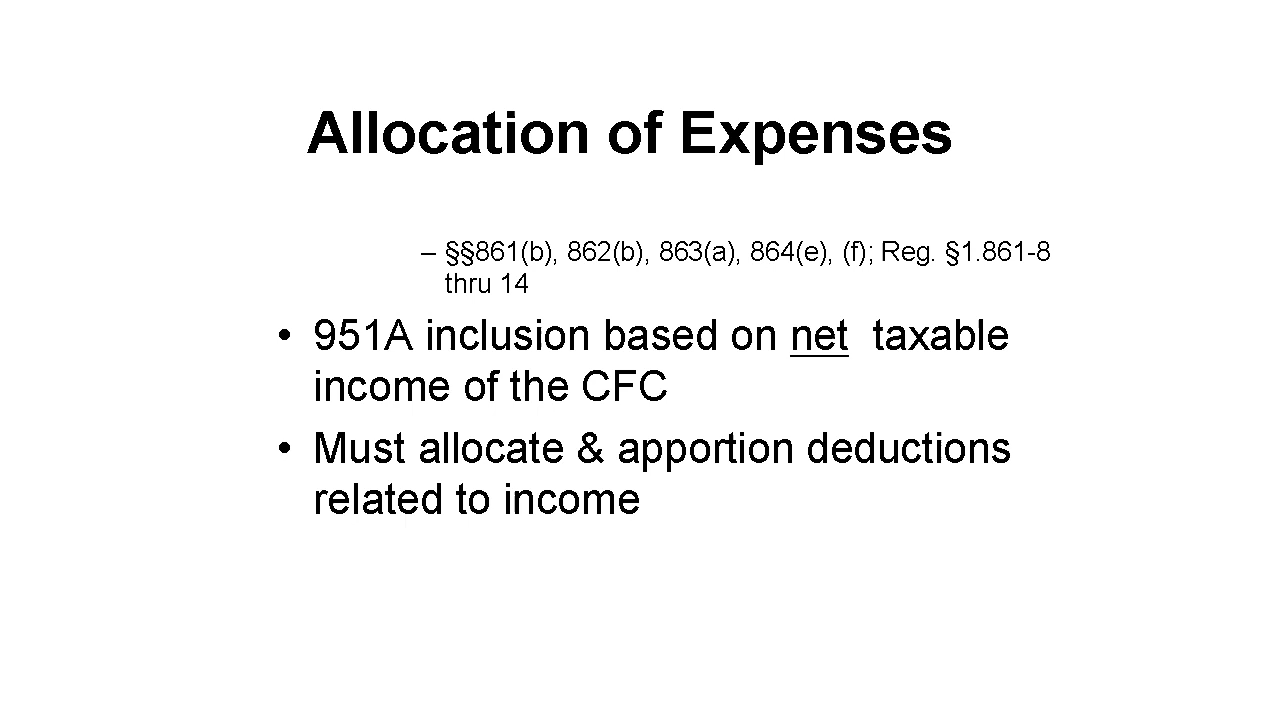 Allocation of Expenses
– §§861(b), 862(b), 863(a), 864(e), (f); Reg. §1.861-8
thru 14
• 951A inclusion based on net taxable
income of the CFC
• Must allocate & apportion deductions
related to income